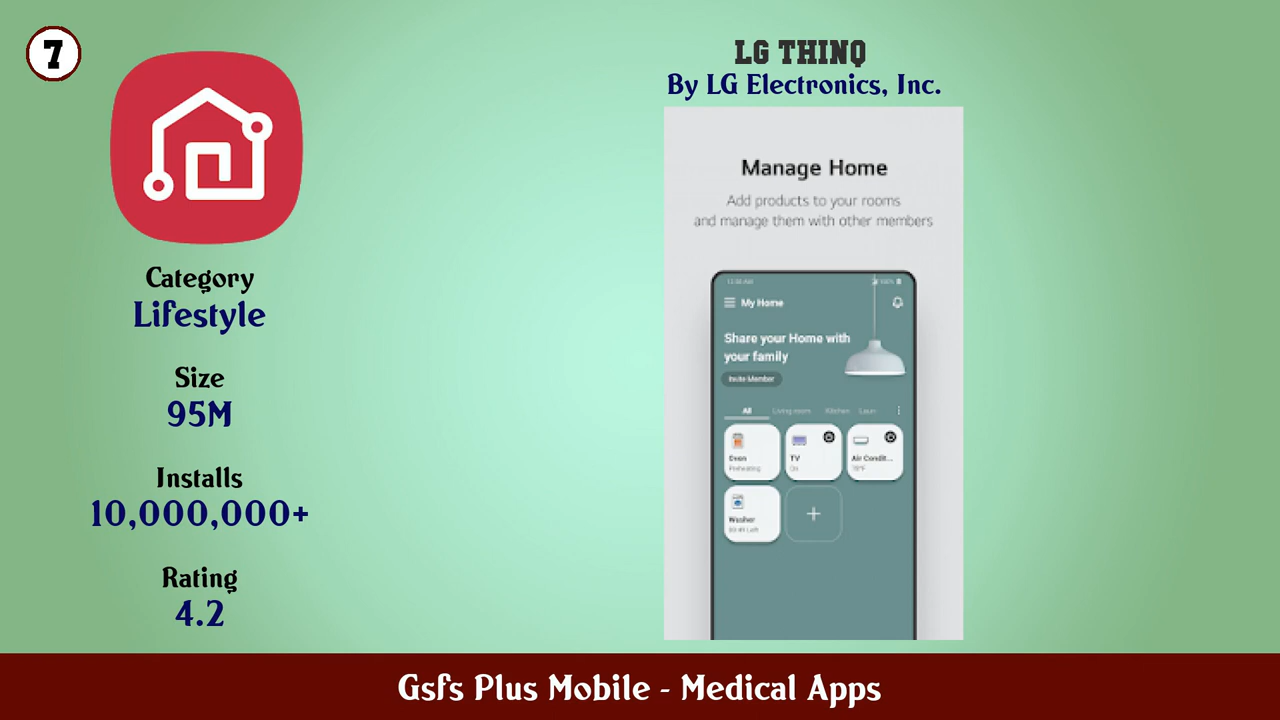 7
LG THINQ
By LG Electronics, Inc.
Category
Lifestyle
Size
95M
Installs
10,000,000+
Rating
4.2
Manage Home
Add products to your rooms
and manage them with other members
My Home
Share your Home with
your family
Invite Member
All Living room Kitchen Laun
Oven
Preheating
TV
On
Air Condit...
Washer
Gsfs Plus Mobile - Medical Apps